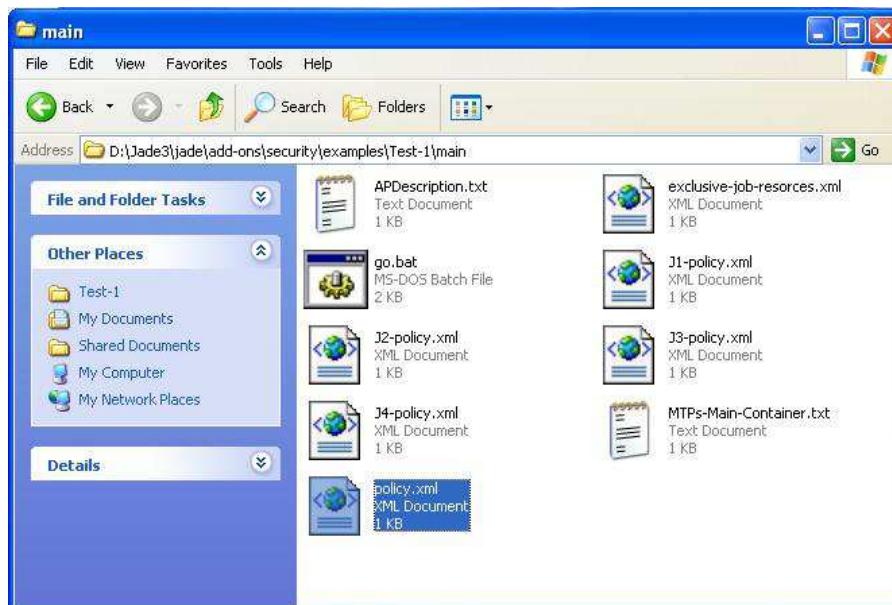 main
File Edit View Favorites Tools Help
Back Search Folders
Address D:\Jade3\jade\add-ons\security\examples\Test-1\main Go
File and Folder Tasks
Other Places
Test-1
My Documents
Shared Documents
My Computer
My Network Places
Details
APDescription.txt
Text Document
1 KB
exclusive-job-resorces.xml
XML Document
1 KB
go.bat
MS-DOS Batch File
2 KB
J1-policy.xml
XML Document
1 KB
J2-policy.xml
XML Document
1 KB
J3-policy.xml
XML Document
1 KB
J4-policy.xml
XML Document
1 KB
MTPs-Main-Container.txt
Text Document
1 KB
policy.xml
XML Document
1 KB